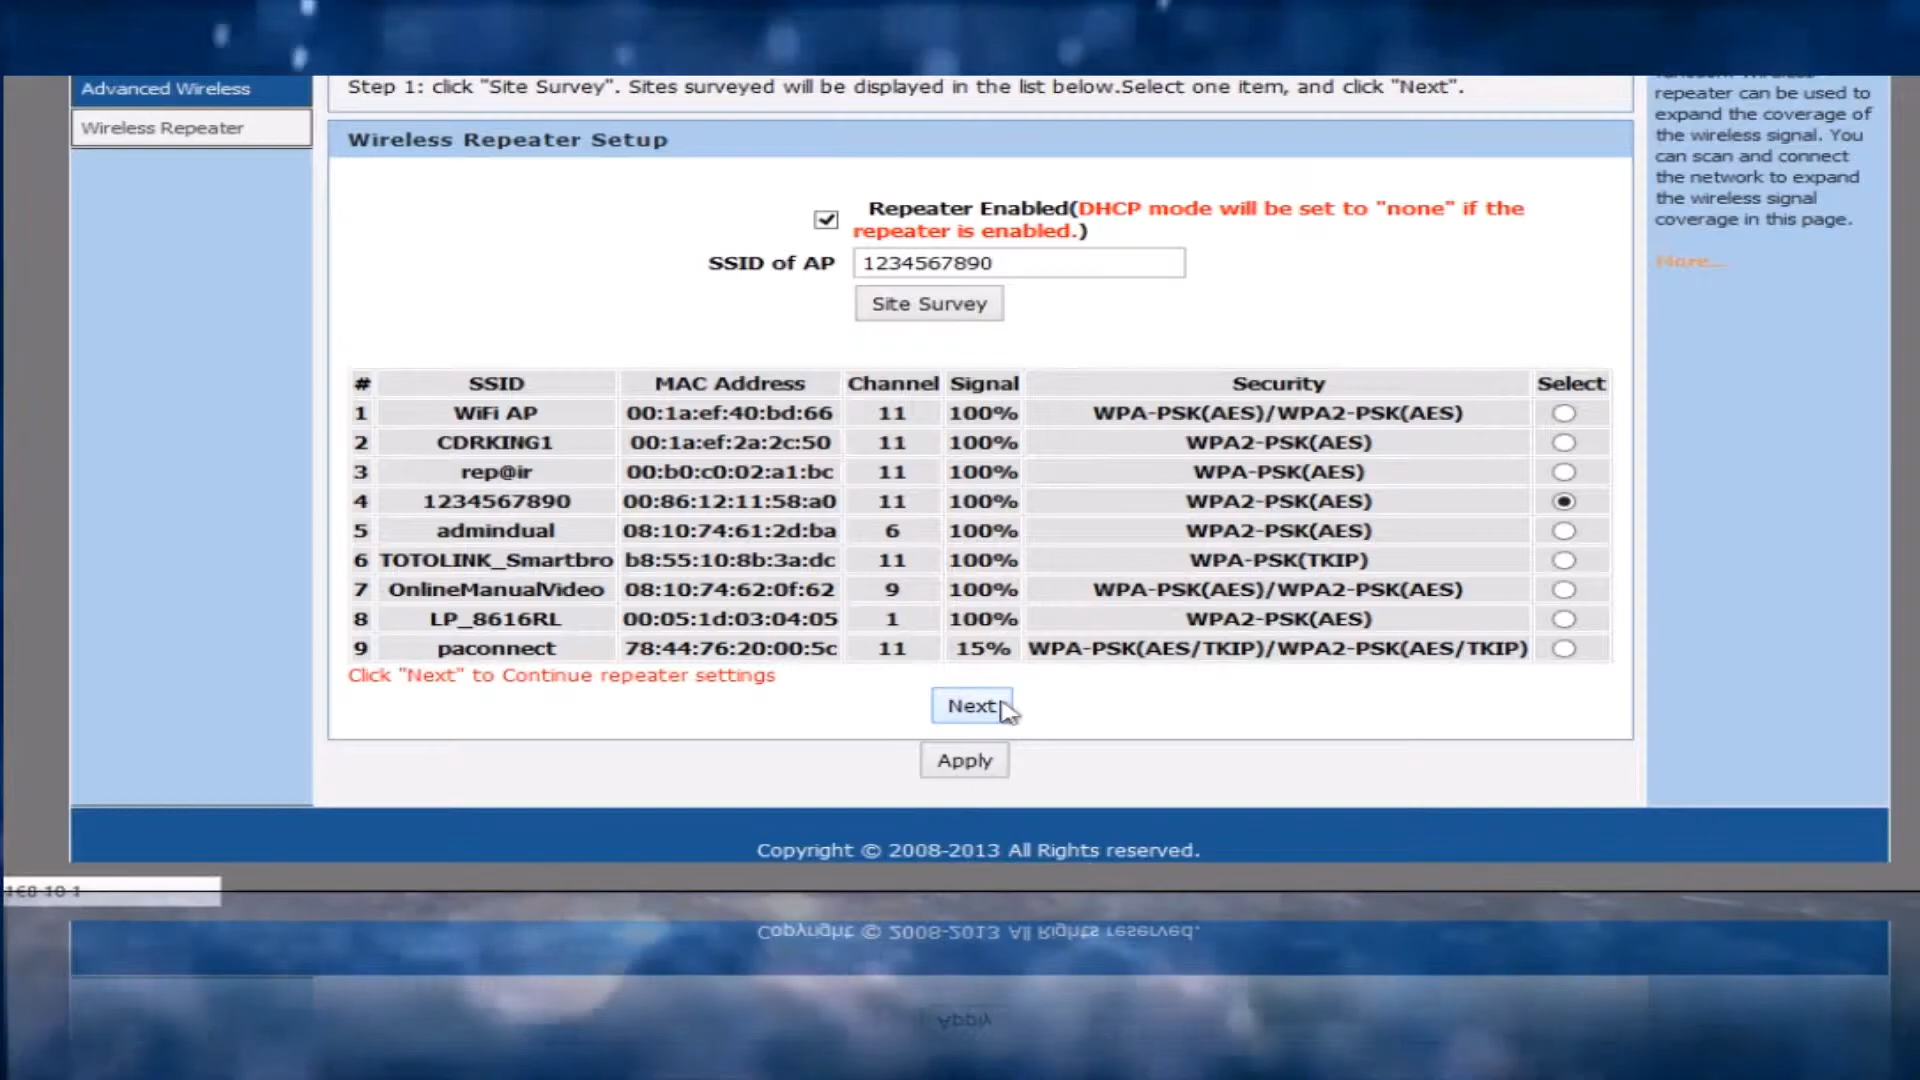 Advanced Wireless
Wireless Repeater
Step 1: click "Site Survey". Sites surveyed will be displayed in the list below.Select one item, and click "Next".
Wireless Repeater Setup
Repeater Enabled(DHCP mode will be set to "none" if the
repeater is enabled.)
SSID of AP 1234567890
Site Survey
# SSID MAC Address Channel Signal Security Select
1 WiFi AP 00:1a:ef:40:bd:66 11 100% WPA-PSK(AES)/WPA2-PSK(AES)
2 CDRKING1 00:1a:ef:2a:2c:50 11 100% WPA2-PSK(AES)
3 rep@ir 00:b0:c0:02:a1:bc 11 100% WPA-PSK(AES)
4 1234567890 00:86:12:11:58:a0 11 100% WPA2-PSK(AES)
5 admindual 08:10:74:61:2d:ba 6 100% WPA2-PSK(AES)
6 TOTOLINK_Smartbro b8:55:10:8b:3a:dc 11 100% WPA-PSK(TKIP)
7 OnlineManualVideo 08:10:74:62:0f:62 9 100% WPA-PSK(AES)/WPA2-PSK(AES)
8 LP_8616RL 00:05:1d:03:04:05 1 100% WPA2-PSK(AES)
9 paconnect 78:44:76:20:00:5c 11 15% WPA-PSK(AES/TKIP)/WPA2-PSK(AES/TKIP)
Click "Next" to Continue repeater settings
Next
Apply
repeater can be used to
expand the coverage of
the wireless signal. You
can scan and connect
the network to expand
the wireless signal
coverage in this page.
More...
Copyright © 2008-2013 All Rights reserved.
Copyright © 2008-2013 All Rights reserved.
Apply